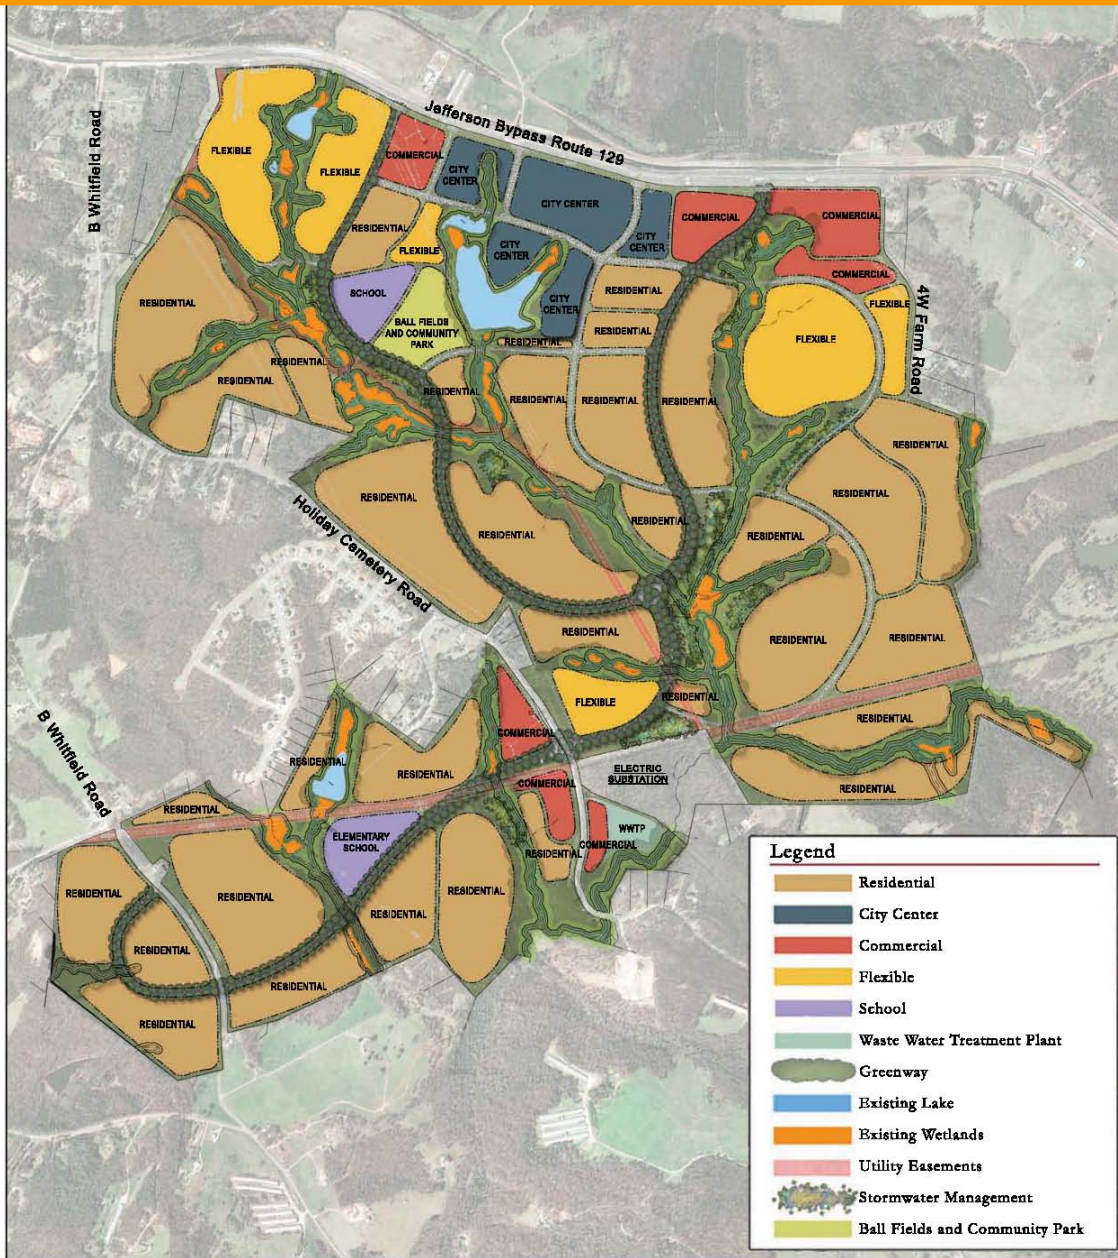 Jefferson Bypass Route 129
B Whitfield Road
FLEXIBLE
FLEXIBLE
COMMERCIAL
CITY
CENTER
CITY CENTER
CITY
CENTER
COMMERCIAL
COMMERCIAL
COMMERCIAL
RESIDENTIAL
FLEXIBLE
CITY
CENTER
CITY
CENTER
SCHOOL
BALL FIELDS
AND COMMUNITY
PARK
RESIDENTIAL
RESIDENTIAL
RESIDENTIAL
RESIDENTIAL
FLEXIBLE
FLEXIBLE
4W Farm Road
RESIDENTIAL
RESIDENTIAL
RESIDENTIAL
RESIDENTIAL
RESIDENTIAL
RESIDENTIAL
RESIDENTIAL
RESIDENTIAL
RESIDENTIAL
RESIDENTIAL
RESIDENTIAL
RESIDENTIAL
RESIDENTIAL
Holiday Cemetery Road
RESIDENTIAL
RESIDENTIAL
RESIDENTIAL
RESIDENTIAL
FLEXIBLE
RESIDENTIAL
RESIDENTIAL
RESIDENTIAL
B Whitfield Road
COMMERCIAL
RESIDENTIAL
RESIDENTIAL
RESIDENTIAL
COMMERCIAL
ELECTRIC
SUBSTATION
ELEMENTARY
SCHOOL
WWTP
COMMERCIAL
RESIDENTIAL
RESIDENTIAL
RESIDENTIAL
RESIDENTIAL
RESIDENTIAL
RESIDENTIAL
RESIDENTIAL
RESIDENTIAL
Legend
Residential
City Center
Commercial
Flexible
School
Waste Water Treatment Plant
Greenway
Existing Lake
Existing Wetlands
Utility Easements
Stormwater Management
Ball Fields and Community Park